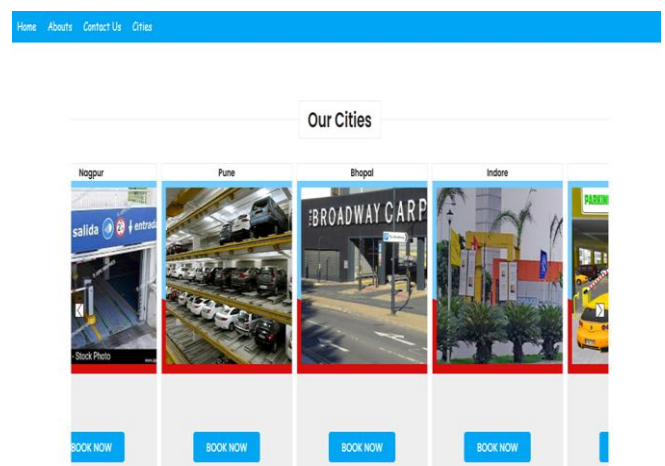 Home Abouts Contact Us Cities
Our Cities
Nagpur Pune Bhopal Indore
salida entrada
BROADWAY CARP
PARKIN
- Stock Photo
BOOK NOW BOOK NOW BOOK NOW BOOK NOW